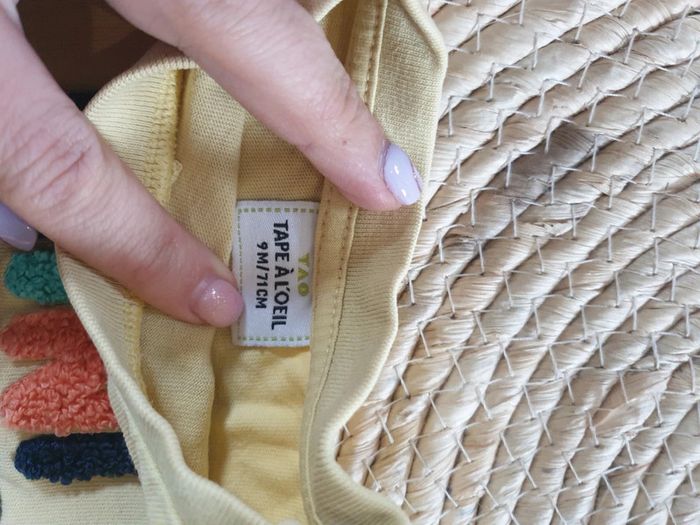 TAO
TAPE À L'OEIL
9M/71CM